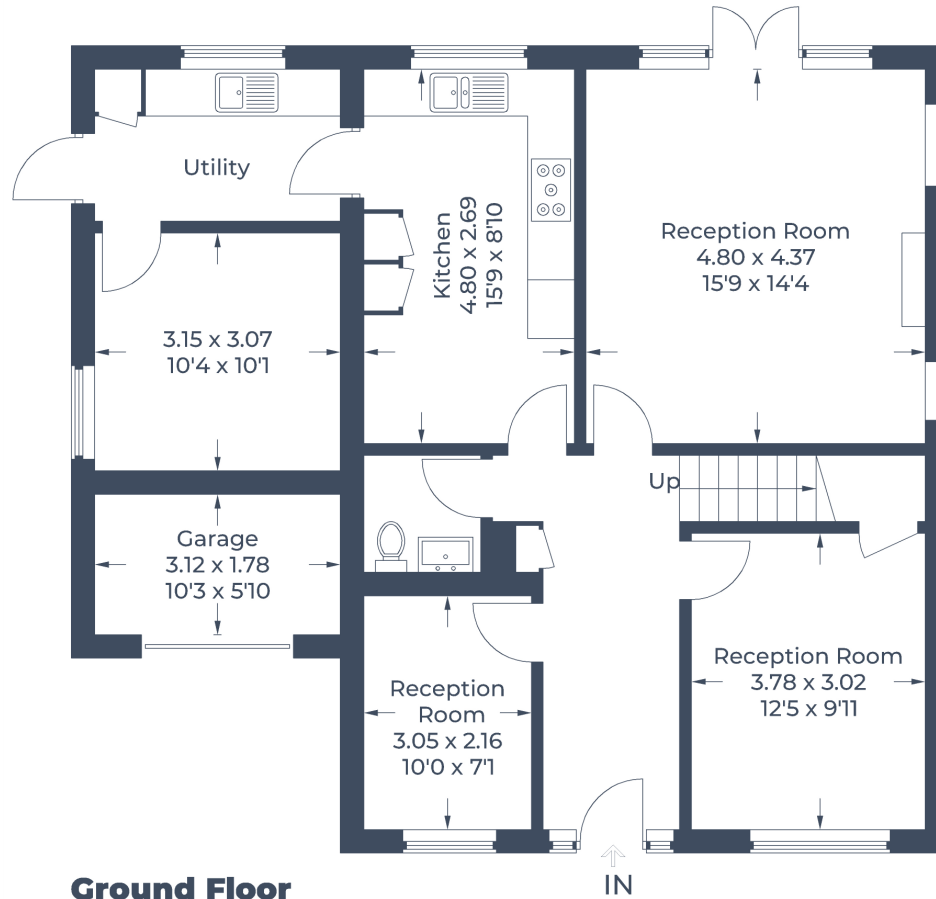 Utility
Kitchen
4.80 x 2.69
15'9 x 8'10
Reception Room
4.80 x 4.37
15'9 x 14'4
3.15 x 3.07
10'4 x 10'1
Up
Garage
3.12 x 1.78
10'3 x 5'10
Reception
Room
3.05 x 2.16
10'0 x 7'1
Reception Room
3.78 x 3.02
12'5 x 9'11
IN
Ground Floor